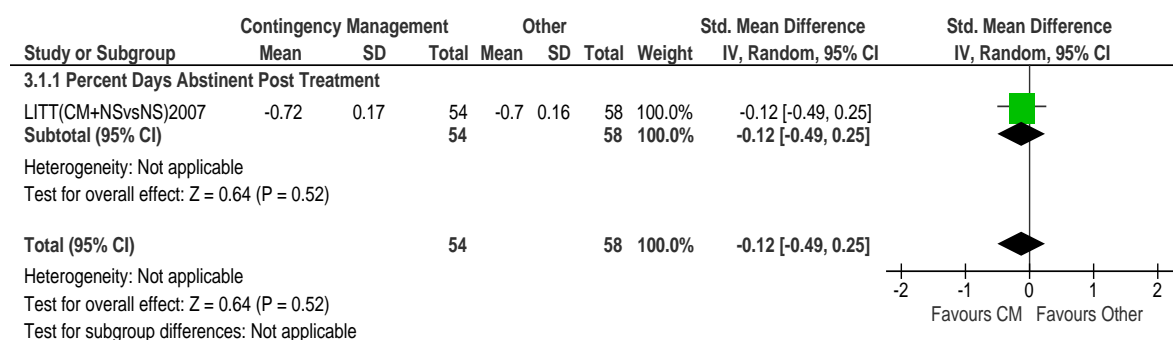 Contingency Management Other Std. Mean Difference Std. Mean Difference
Study or Subgroup Mean SD Total Mean SD Total Weight IV, Random, 95% CI IV, Random, 95% CI
3.1.1 Percent Days Abstinent Post Treatment
LITT(CM+NSvsNS)2007 -0.72 0.17 54 -0.7 0.16 58 100.0% -0.12 [-0.49, 0.25]
Subtotal (95% CI) 54 58 100.0% -0.12 [-0.49, 0.25]
Heterogeneity: Not applicable
Test for overall effect: Z = 0.64 (P = 0.52)
Total (95% CI) 54 58 100.0% -0.12 [-0.49, 0.25]
Heterogeneity: Not applicable
Test for overall effect: Z = 0.64 (P = 0.52)
Test for subgroup differences: Not applicable
-2 -1 0 1 2
Favours CM Favours Other